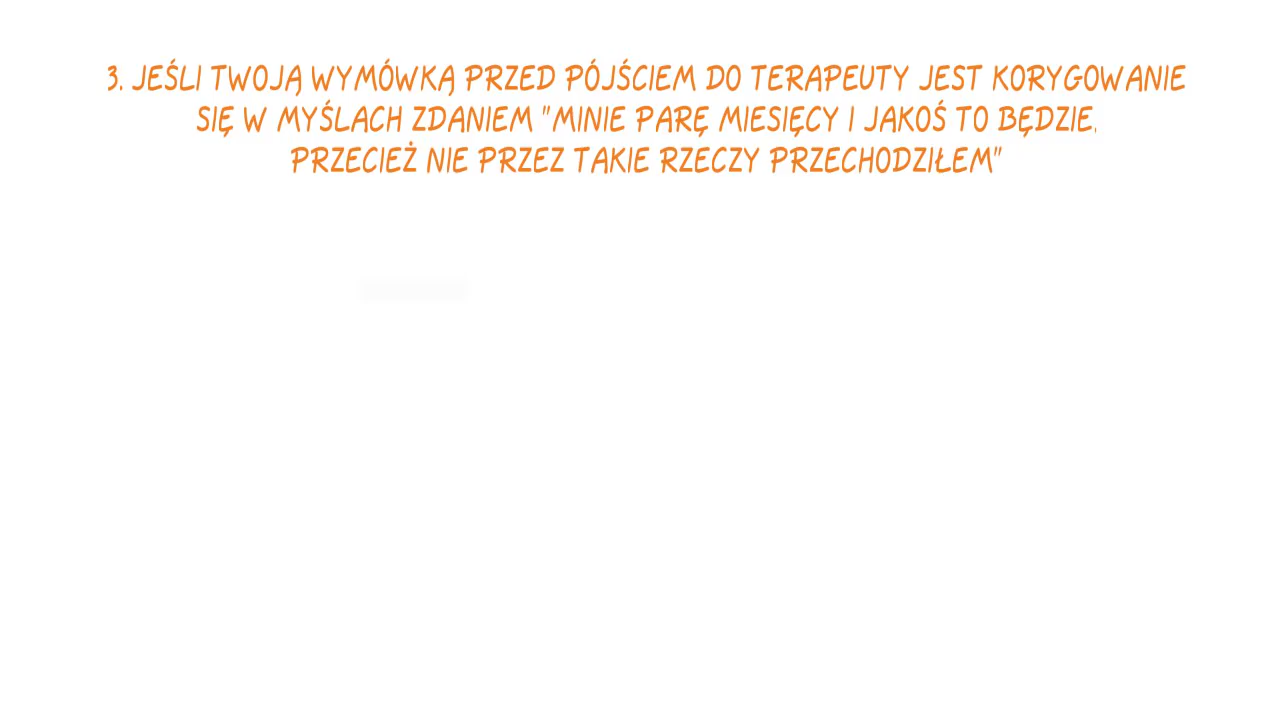 3. JEŚLI TWOJĄ WYMÓWKĄ PRZED PÓJŚCIEM DO TERAPEUTY JEST KORYGOWANIE
SIĘ W MYŚLACH ZDANIEM "MINIE PARĘ MIESIĘCY I JAKOŚ TO BĘDZIE.
PRZECIEŻ NIE PRZEZ TAKIE RZECZY PRZECHODZIŁEM"